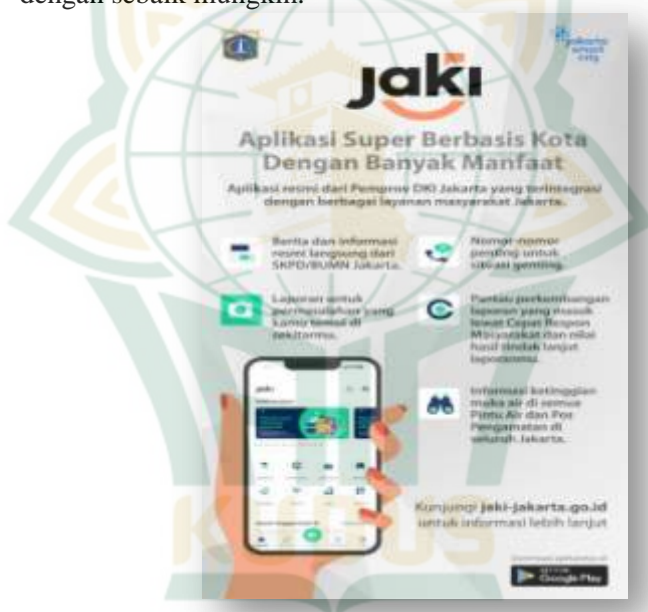 dengan sebaik mungkin.
jakarta
smart
city
jaki
Aplikasi Super Berbasis Kota
Dengan Banyak Manfaat
Aplikasi resmi dari Pemprov DKI Jakarta yang terintegrasi
dengan berbagai layanan masyarakat Jakarta.
Berita dan informasi
resmi langsung dari
SKPD/BUMN Jakarta.
Nomor-nomor
penting untuk
situasi genting.
Laporan untuk
permasalahan yang
kamu temui di
sekitarmu.
Pantau perkembangan
laporan yang masuk
lewat Cepat Respon
Masyarakat dan nilai
hasil tindak lanjut
laporanmu.
Informasi ketinggian
muka air di semua
Pintu Air dan Pos
Pengamatan di
seluruh Jakarta.
jaki
Kunjungi jaki-jakarta.go.id
untuk informasi lebih lanjut
Google Play
KUDUS